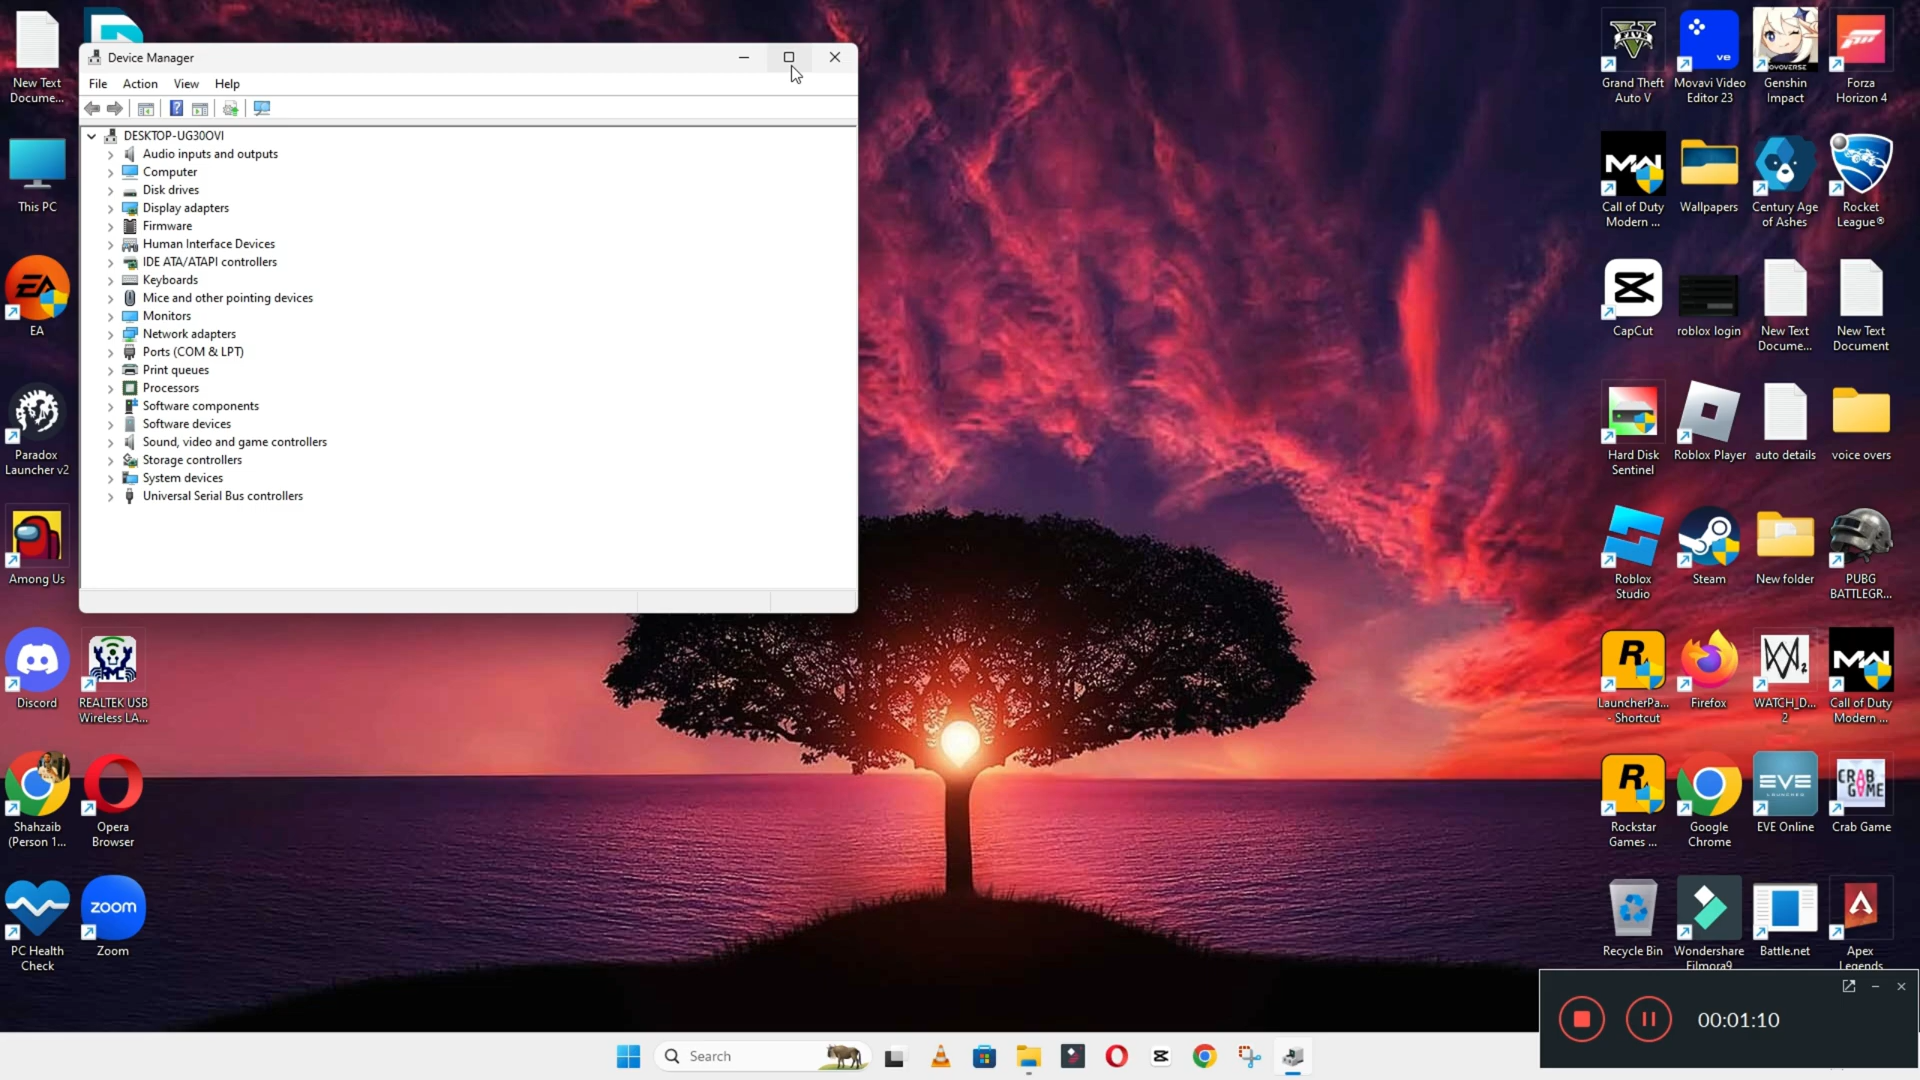 New Text
Docume...
This PC
EA
Paradox
Launcher v2
Among Us
Discord
REALTEK USB
Wireless LA...
Shahzaib
(Person 1...
Opera
Browser
PC Health
Check
zoom
Zoom
Device Manager
File Action View Help
DESKTOP-UG30OVI
Audio inputs and outputs
Computer
Disk drives
Display adapters
Firmware
Human Interface Devices
IDE ATA/ATAPI controllers
Keyboards
Mice and other pointing devices
Monitors
Network adapters
Ports (COM & LPT)
Print queues
Processors
Software components
Software devices
Sound, video and game controllers
Storage controllers
System devices
Universal Serial Bus controllers
Grand Theft
Auto V
ve
Movavi Video
Editor 23
Genshin
Impact
Forza
Horizon 4
Call of Duty
Modern ...
Wallpapers
Century Age
of Ashes
Rocket
League®
CapCut
roblox login
New Text
Docume...
New Text
Document
Hard Disk
Sentinel
Roblox Player
auto details
voice overs
Roblox
Studio
Steam
New folder
PUBG
BATTLEGR...
LauncherPa...
- Shortcut
Firefox
WATCH_D...
2
Call of Duty
Modern ...
Rockstar
Games ...
Google
Chrome
EVE
EVE Online
CRAB
GAME
Crab Game
Recycle Bin
Wondershare
Filmora9
Battle.net
Apex
Legends
00:01:10
Search